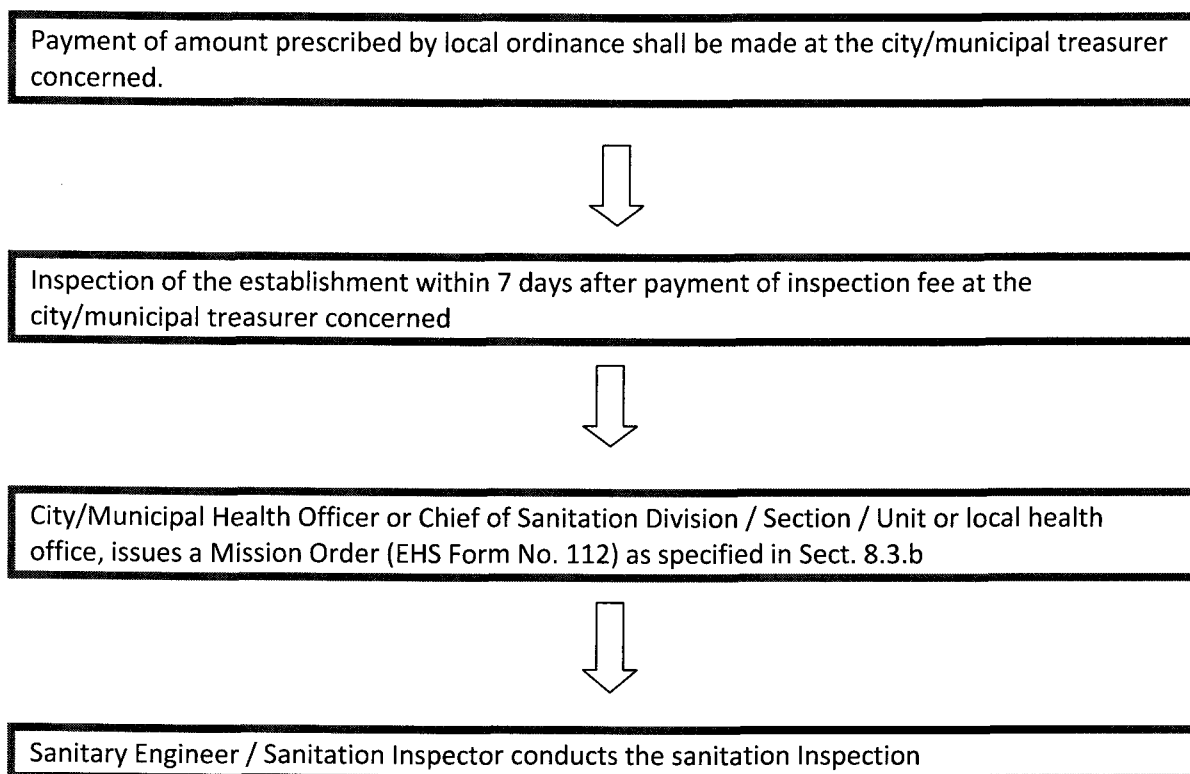 Payment of amount prescribed by local ordinance shall be made at the city/municipal treasurer
concerned.
Inspection of the establishment within 7 days after payment of inspection fee at the
city/municipal treasurer concerned
City/Municipal Health Officer or Chief of Sanitation Division / Section / Unit or local health
office, issues a Mission Order (EHS Form No. 112) as specified in Sect. 8.3.b
Sanitary Engineer / Sanitation Inspector conducts the sanitation Inspection